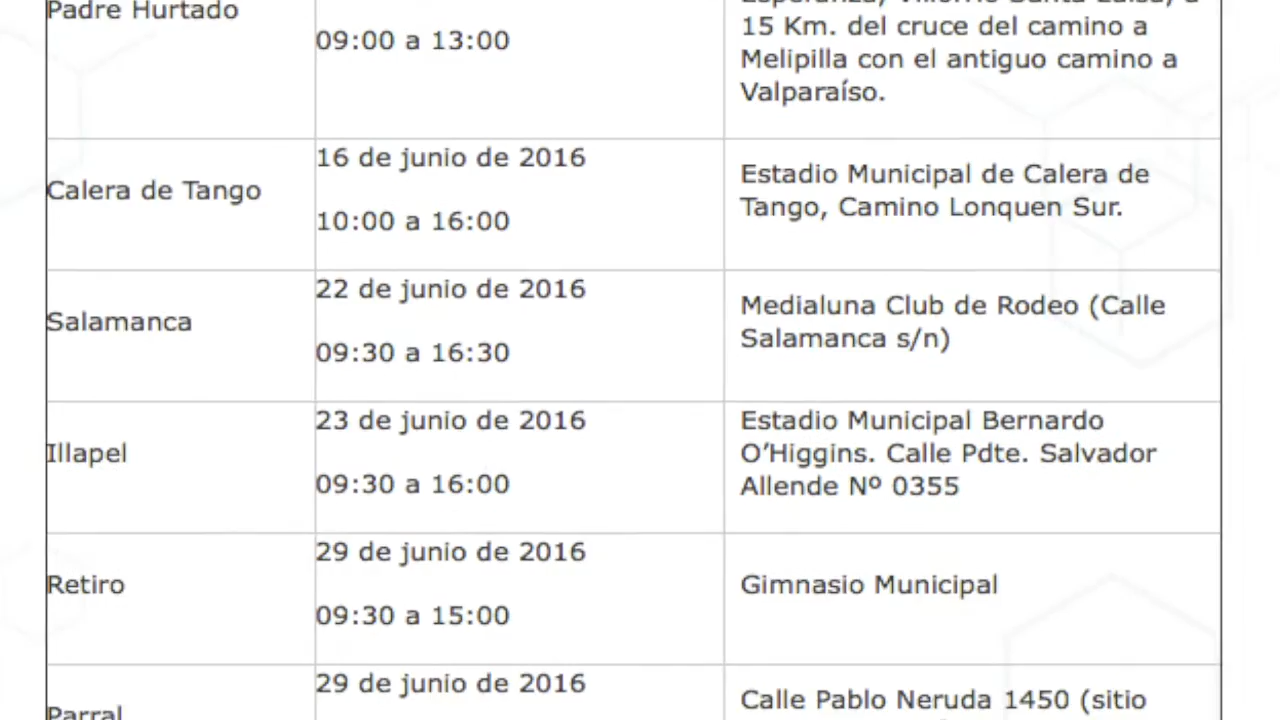 Padre Hurtado
09:00 a 13:00
15 Km. del cruce del camino a
Melipilla con el antiguo camino a
Valparaíso.
Calera de Tango
16 de junio de 2016
10:00 a 16:00
Estadio Municipal de Calera de
Tango, Camino Lonquen Sur.
Salamanca
22 de junio de 2016
09:30 a 16:30
Medialuna Club de Rodeo (Calle
Salamanca s/n)
Illapel
23 de junio de 2016
09:30 a 16:00
Estadio Municipal Bernardo
O’Higgins. Calle Pdte. Salvador
Allende Nº 0355
Retiro
29 de junio de 2016
09:30 a 15:00
Gimnasio Municipal
Parral
29 de junio de 2016
Calle Pablo Neruda 1450 (sitio